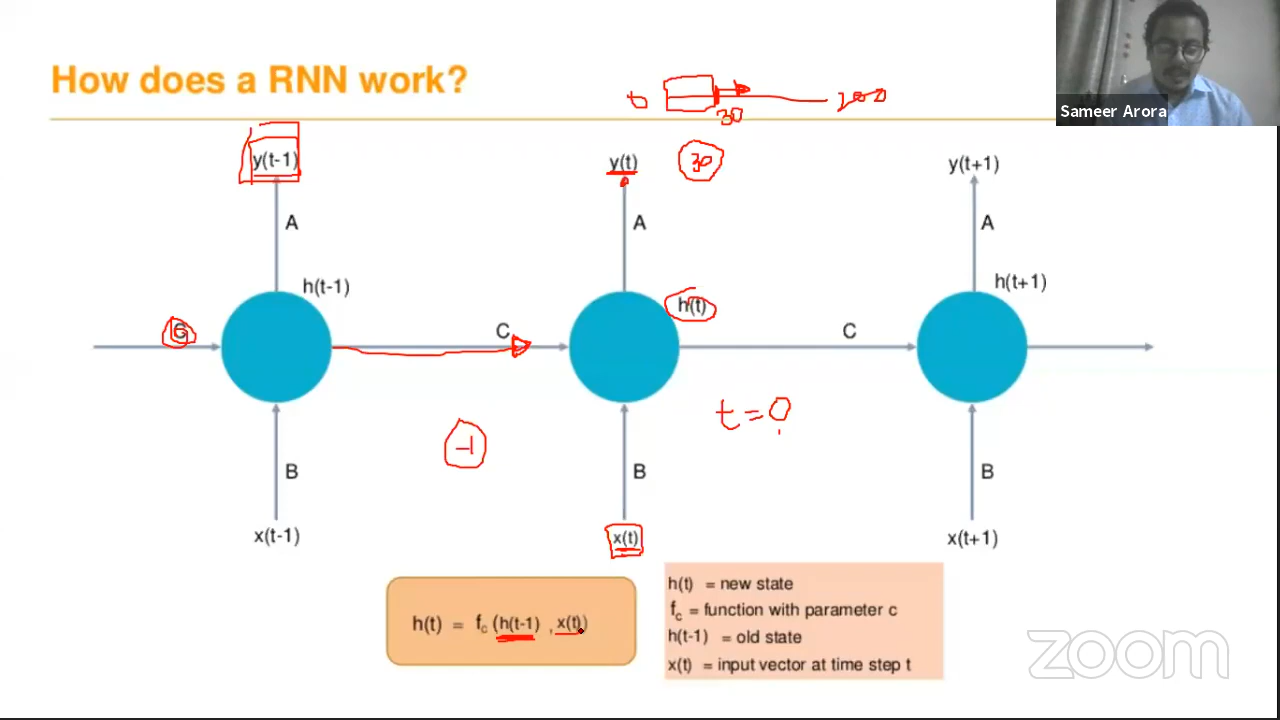 How does a RNN work?
Sameer Arora
30
y(t-1)
y(t)
30
y(t+1)
A
A
A
h(t-1)
h(t)
h(t+1)
C
C
t=0
-1
B
B
B
x(t-1)
x(t)
x(t+1)
h(t) = fc (h(t-1) , x(t))
h(t) = new state
fc = function with parameter c
h(t-1) = old state
x(t) = input vector at time step t
zoom